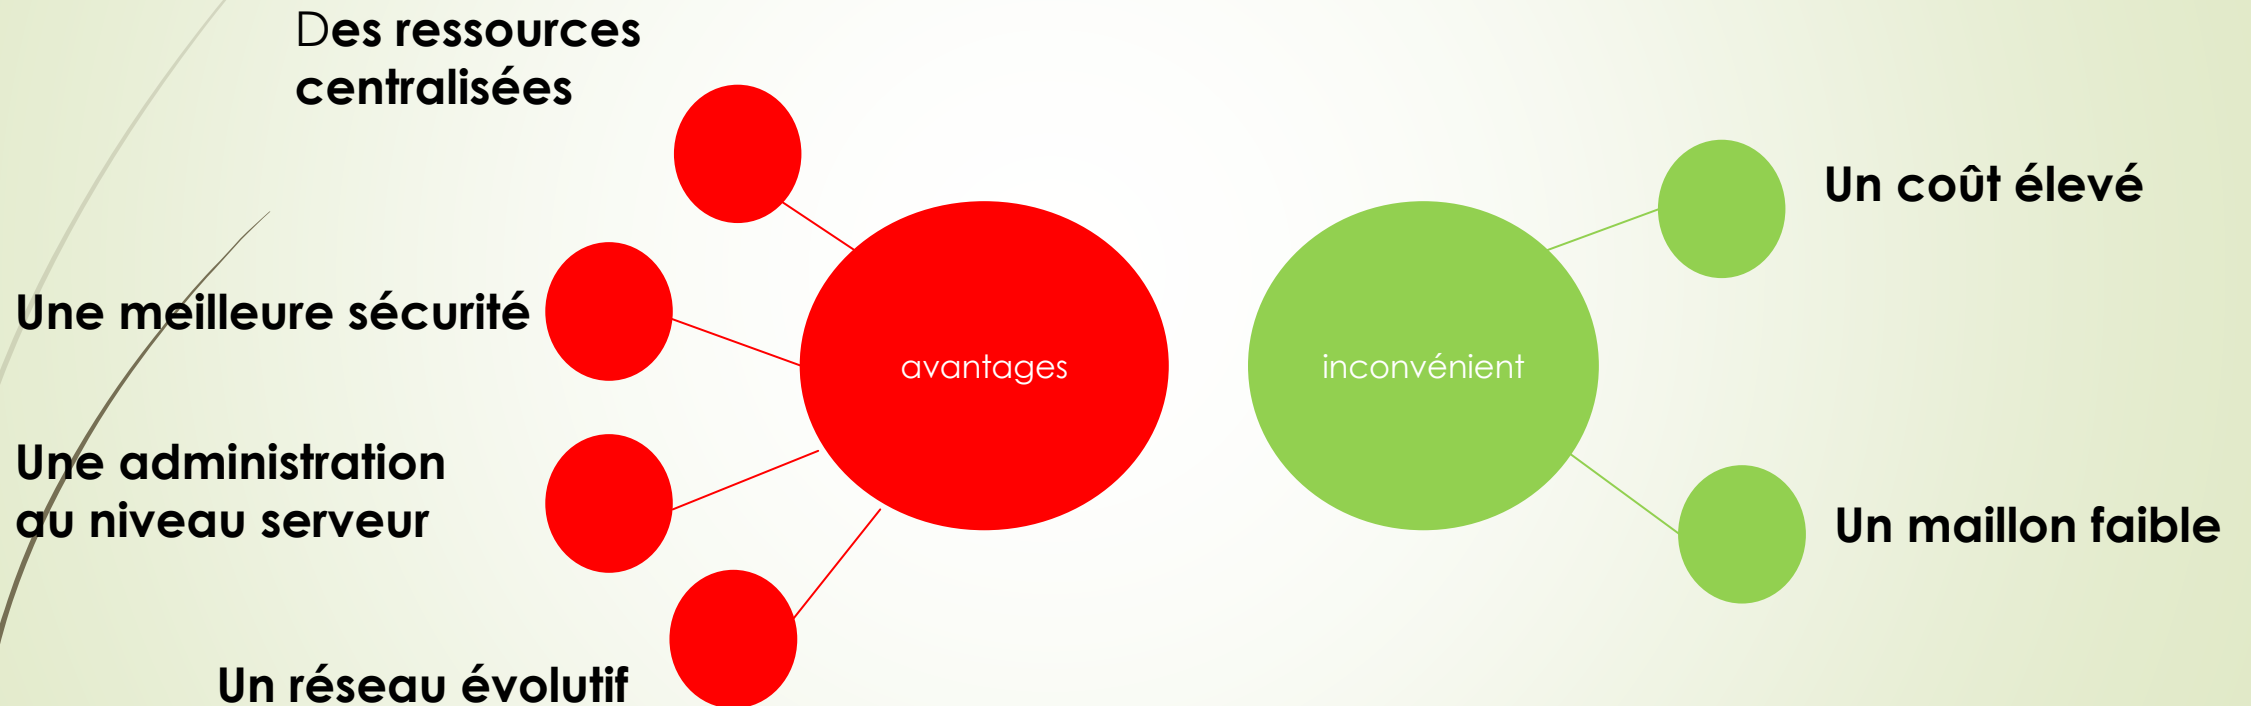 Des ressources
centralisées
Une meilleure sécurité
Une administration
au niveau serveur
Un réseau évolutif
avantages
inconvénient
Un coût élevé
Un maillon faible